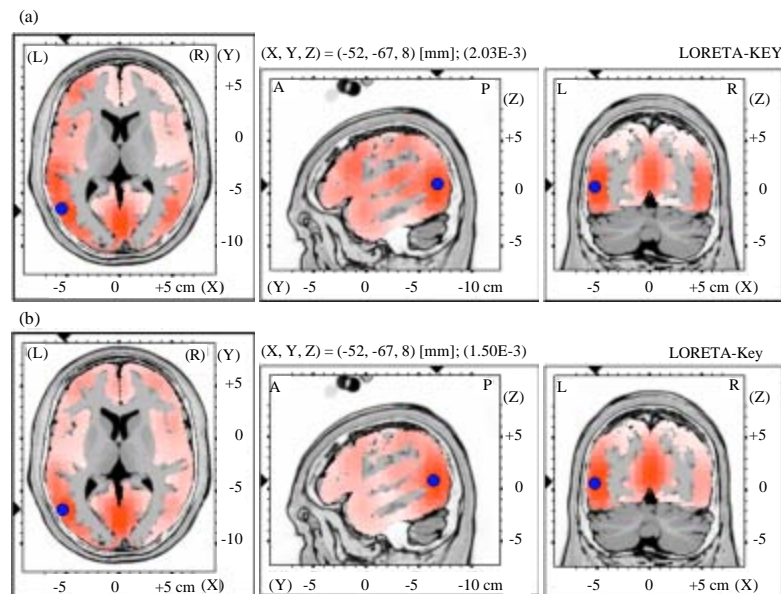 (a)
(X, Y, Z) = (-52, -67, 8) [mm]; (2.03E-3) LORETA-KEY
(L) (R) (Y)
+5
0
-5
-10
-5 0 +5 cm (X)
A P (Z)
+5
0
-5
(Y) -5 0 -5 -10 cm
L R (Z)
+5
0
-5
-5 0 +5 cm (X)
(b)
(X, Y, Z) = (-52, -67, 8) [mm]; (1.50E-3) LORETA-Key
(L) (R) (Y)
+5
0
-5
-10
-5 0 +5 cm (X)
A P (Z)
+5
0
-5
(Y) 0 -5 -10 cm
L R (Z)
+5
0
-5
-5 0 +5 cm (X)